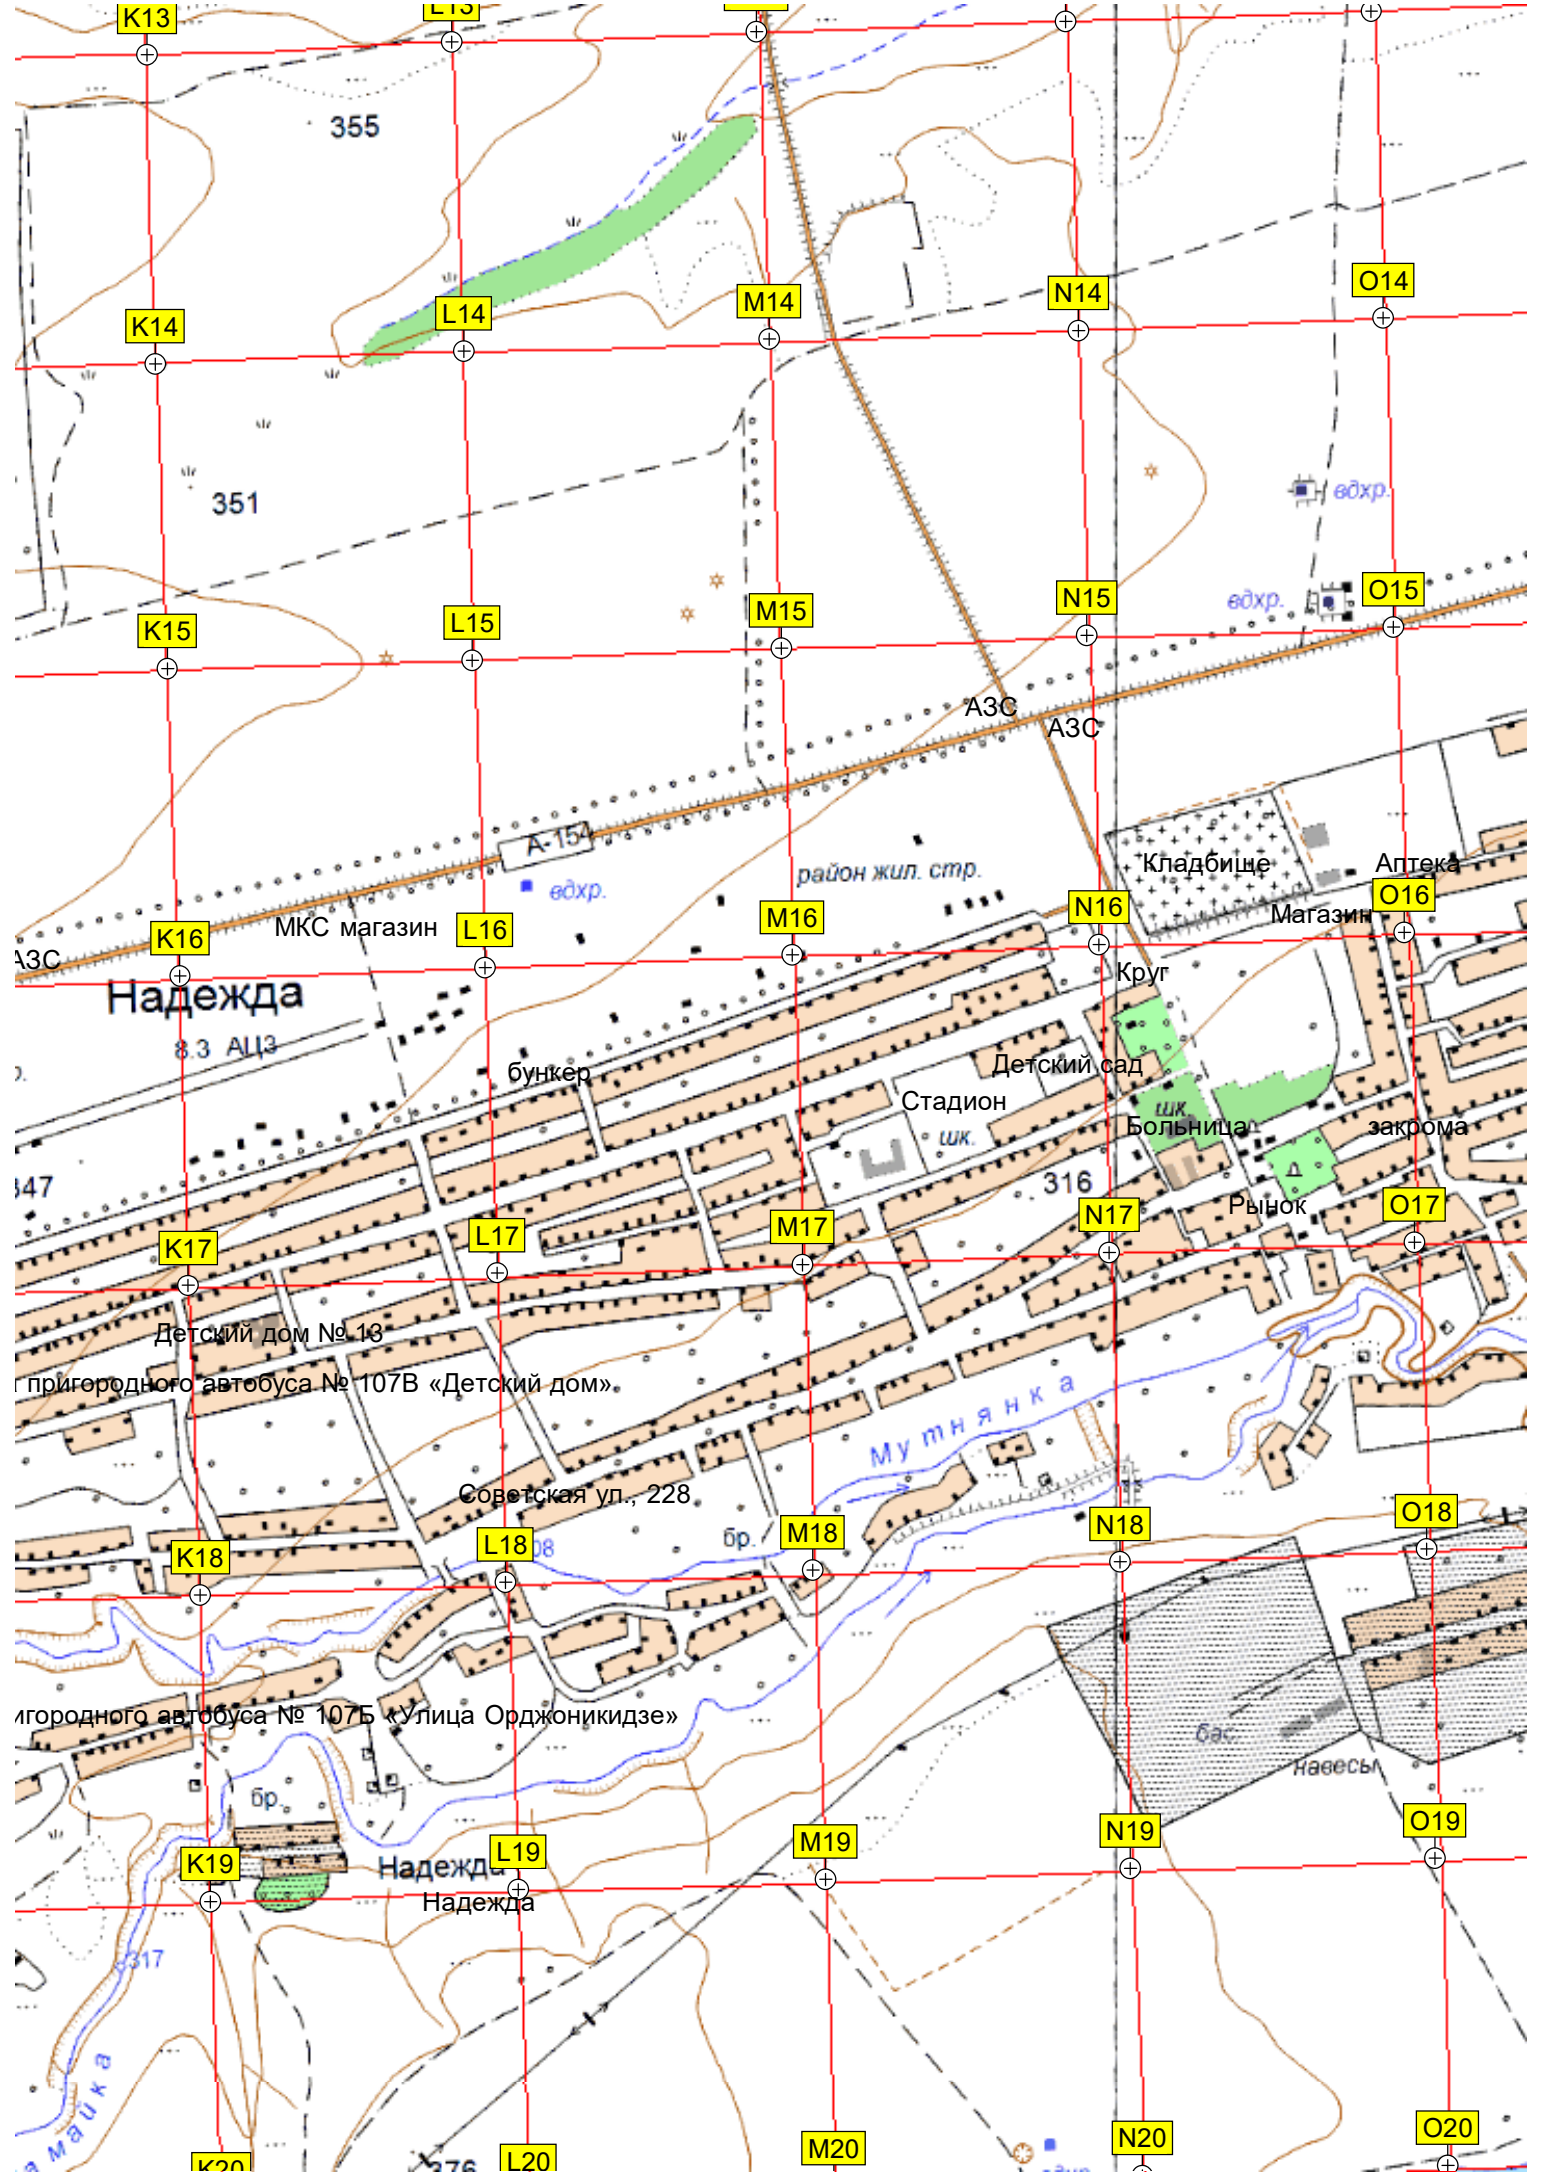 K13
L13
355
K14
L14
M14
N14
O14
351
вдхр.
вдхр.
K15
L15
M15
N15
O15
АЗС
АЗС
А-154
вдхр.
район жил. стр.
Кладбище
Аптека
МКС магазин
Магазин
K16
L16
M16
N16
O16
АЗС
Круг
Надежда
8.3 АЦЗ
бункер
Детский сад
Стадион
шк.
шк.
Больница
закрома
347
316
Рынок
K17
L17
M17
N17
O17
Детский дом № 13
пригородного автобуса № 107В «Детский дом»
Мутнянка
Советская ул., 228
бр.
K18
L18
M18
N18
O18
игородного автобуса № 107Б «Улица Орджоникидзе»
бас.
навесы
бр.
K19
L19
M19
N19
O19
Надежда
Надежда
317
майка
K20
L20
M20
N20
O20
376
вдхр.